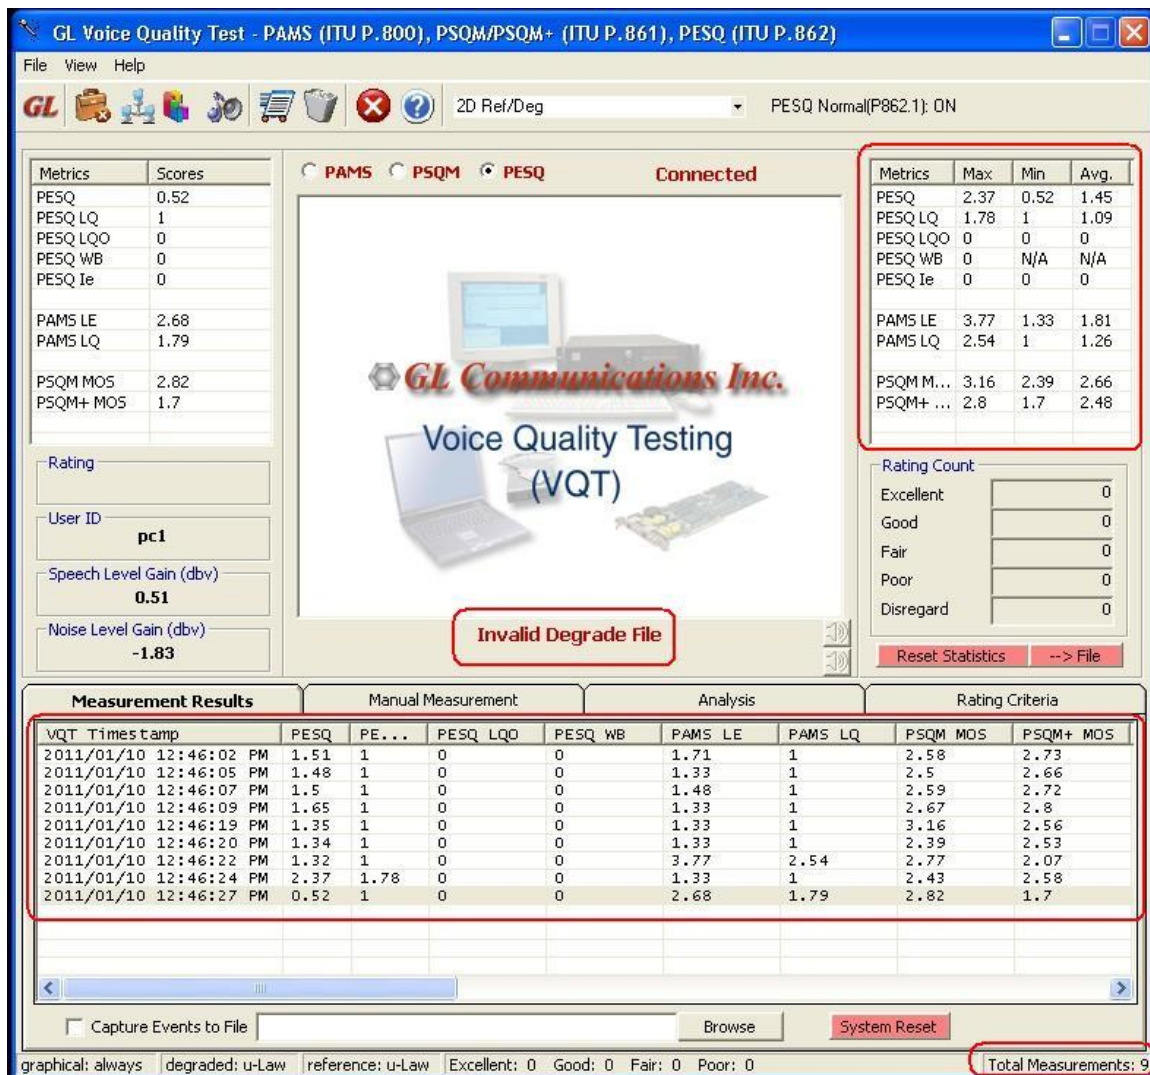 GL Voice Quality Test - PAMS (ITU P.800), PSQM/PSQM+ (ITU P.861), PESQ (ITU P.862)
File View Help
GL 2D Ref/Deg PESQ Normal(P862.1): ON
Metrics Scores
PESQ 0.52
PESQ LQ 1
PESQ LQO 0
PESQ WB 0
PESQ Ie 0
PAMS LE 2.68
PAMS LQ 1.79
PSQM MOS 2.82
PSQM+ MOS 1.7
Rating
User ID
pc1
Speech Level Gain (dbv)
0.51
Noise Level Gain (dbv)
-1.83
PAMS PSQM PESQ Connected
GL Communications Inc.
Voice Quality Testing
(VQT)
Invalid Degrade File
Metrics Max Min Avg.
PESQ 2.37 0.52 1.45
PESQ LQ 1.78 1 1.09
PESQ LQO 0 0 0
PESQ WB 0 N/A N/A
PESQ Ie 0 0 0
PAMS LE 3.77 1.33 1.81
PAMS LQ 2.54 1 1.26
PSQM M... 3.16 2.39 2.66
PSQM+ ... 2.8 1.7 2.48
Rating Count
Excellent 0
Good 0
Fair 0
Poor 0
Disregard 0
Reset Statistics --> File
Measurement Results Manual Measurement Analysis Rating Criteria
VQT Timestamp PESQ PE... PESQ LQO PESQ WB PAMS LE PAMS LQ PSQM MOS PSQM+ MOS
2011/01/10 12:46:02 PM 1.51 1 0 0 1.71 1 2.58 2.73
2011/01/10 12:46:05 PM 1.48 1 0 0 1.33 1 2.5 2.66
2011/01/10 12:46:07 PM 1.5 1 0 0 1.48 1 2.59 2.72
2011/01/10 12:46:09 PM 1.65 1 0 0 1.33 1 2.67 2.8
2011/01/10 12:46:19 PM 1.35 1 0 0 1.33 1 3.16 2.56
2011/01/10 12:46:20 PM 1.34 1 0 0 1.33 1 2.39 2.53
2011/01/10 12:46:22 PM 1.32 1 0 0 3.77 2.54 2.77 2.07
2011/01/10 12:46:24 PM 2.37 1.78 0 0 1.33 1 2.43 2.58
2011/01/10 12:46:27 PM 0.52 1 0 0 2.68 1.79 2.82 1.7
Capture Events to File Browse System Reset
graphical: always degraded: u-Law reference: u-Law Excellent: 0 Good: 0 Fair: 0 Poor: 0 Total Measurements: 9